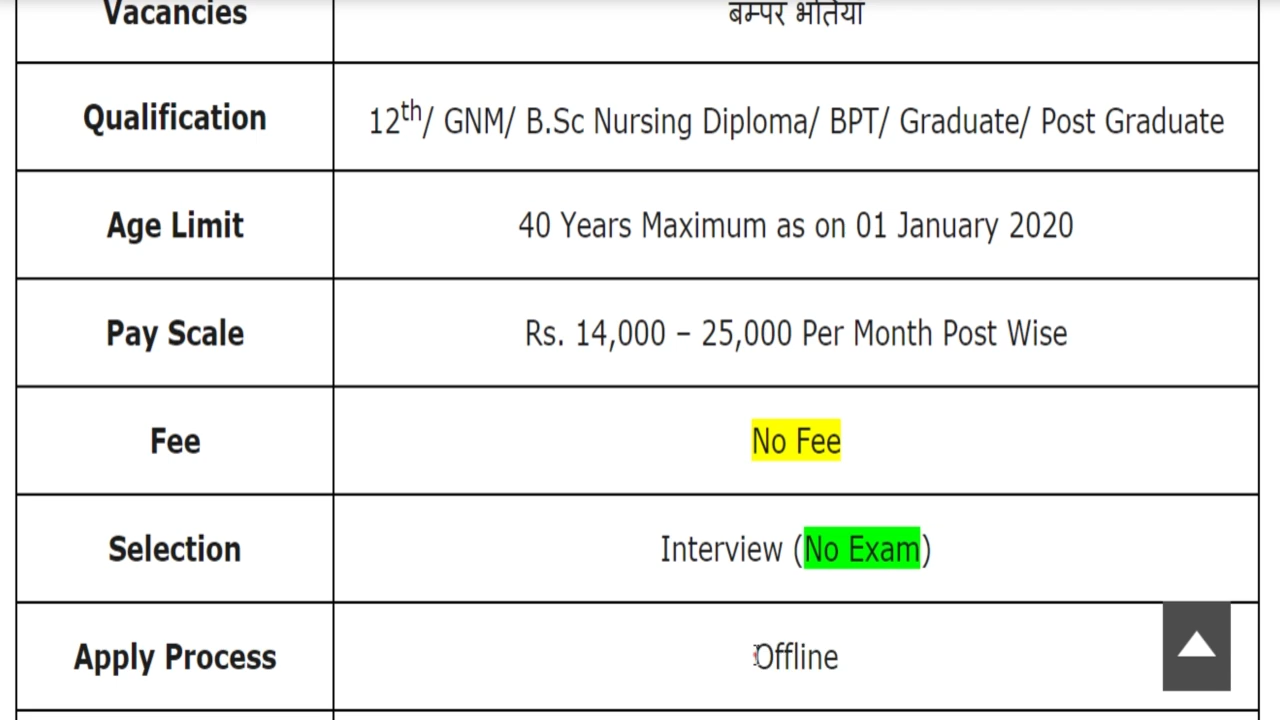 Vacancies
बम्पर भर्तिया
Qualification
12th/ GNM/ B.Sc Nursing Diploma/ BPT/ Graduate/ Post Graduate
Age Limit
40 Years Maximum as on 01 January 2020
Pay Scale
Rs. 14,000 – 25,000 Per Month Post Wise
Fee
No Fee
Selection
Interview (No Exam)
Apply Process
Offline